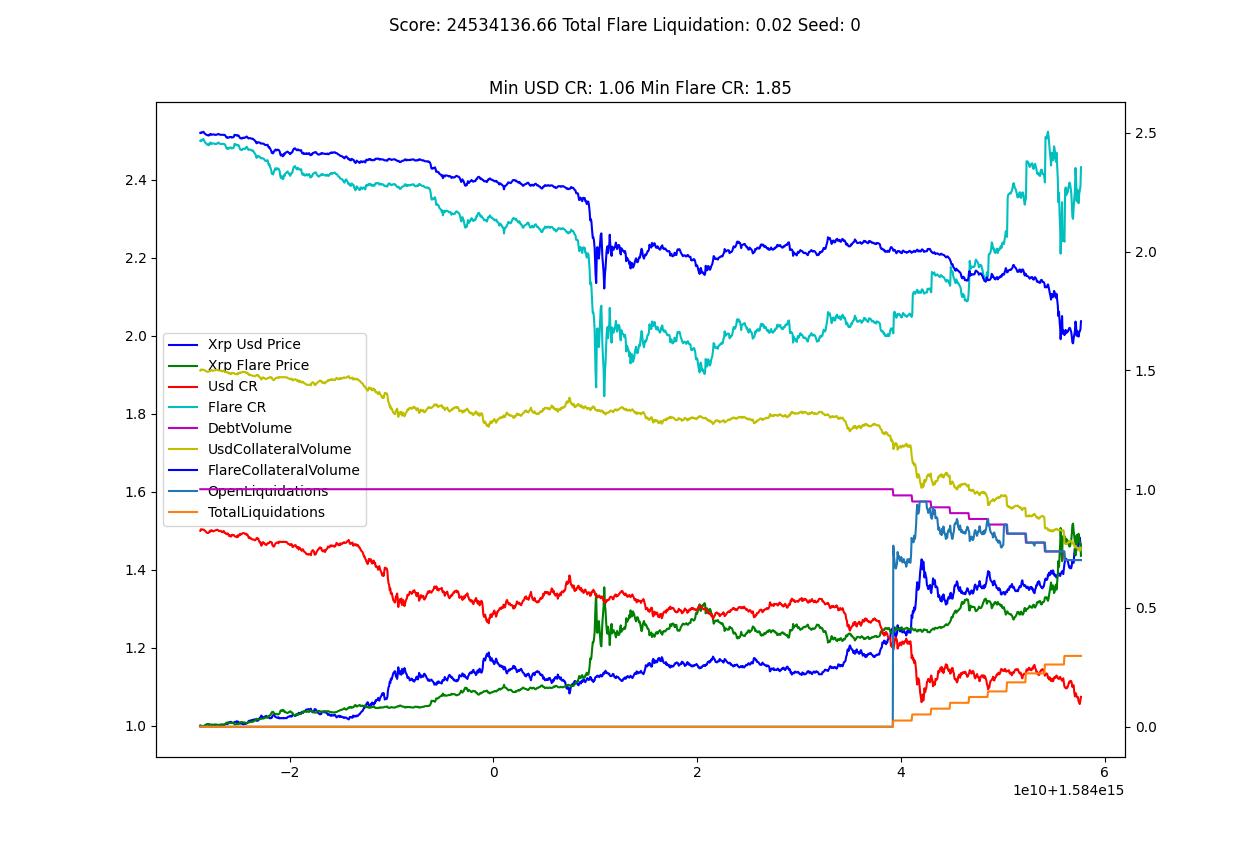 Score: 24534136.66 Total Flare Liquidation: 0.02 Seed: 0
Min USD CR: 1.06 Min Flare CR: 1.85
2.4
2.2
2.0
1.8
1.6
1.4
1.2
1.0
Xrp Usd Price
Xrp Flare Price
Usd CR
Flare CR
DebtVolume
UsdCollateralVolume
FlareCollateralVolume
OpenLiquidations
TotalLiquidations
2.5
2.0
1.5
1.0
0.5
0.0
−2 0 2 4 6
1e10+1.584e15